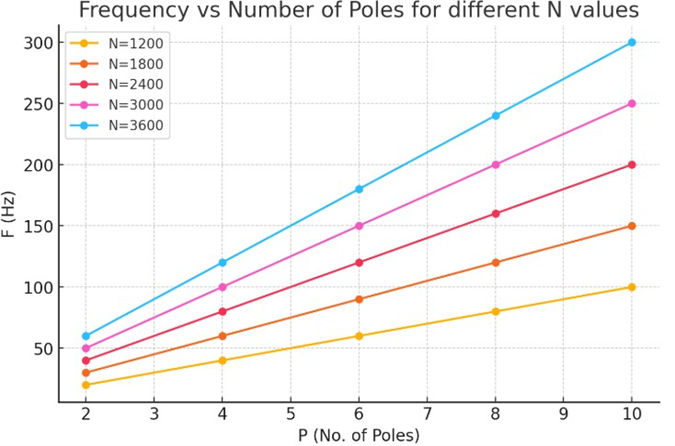 Frequency vs Number of Poles for different N values
300
250
200
150
100
50
F (Hz)
N=1200
N=1800
N=2400
N=3000
N=3600
2 3 4 5 6 7 8 9 10
P (No. of Poles)